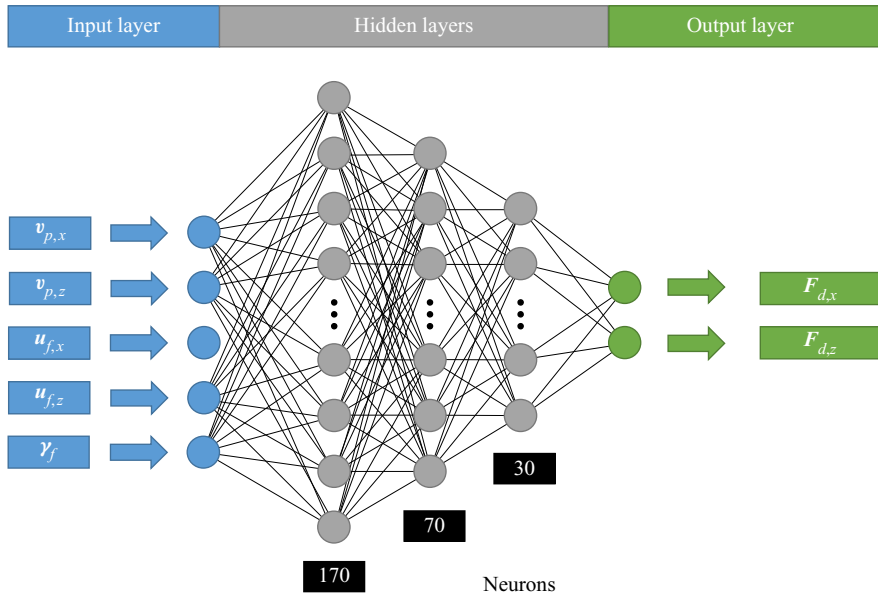 Input layer
Hidden layers
Output layer
v_{p,x}
v_{p,z}
u_{f,x}
u_{f,z}
γ_f
F_{d,x}
F_{d,z}
30
70
170
Neurons